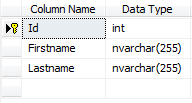 Column Name Data Type
Id int
Firstname nvarchar(255)
Lastname nvarchar(255)